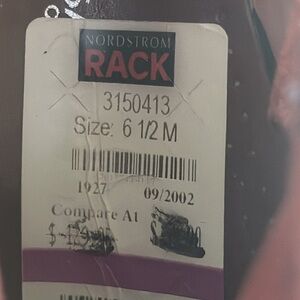 NORDSTROM
RACK
3150413
Size: 6 1/2 M
1927 09/2002
Compare At